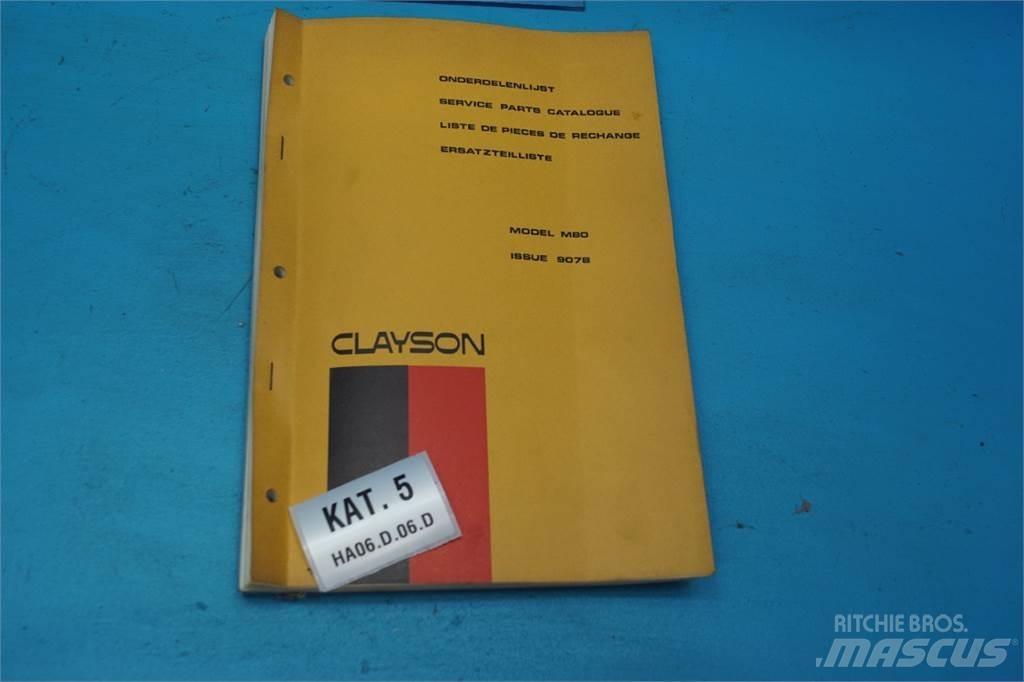 ONDERDELENLIJST
SERVICE PARTS CATALOGUE
LISTE DE PIECES DE RECHANGE
ERSATZTEILLISTE
MODEL M80
ISSUE 9078
CLAYSON
KAT. 5
HA06.D.06.D
RITCHIE BROS.
MASCUS